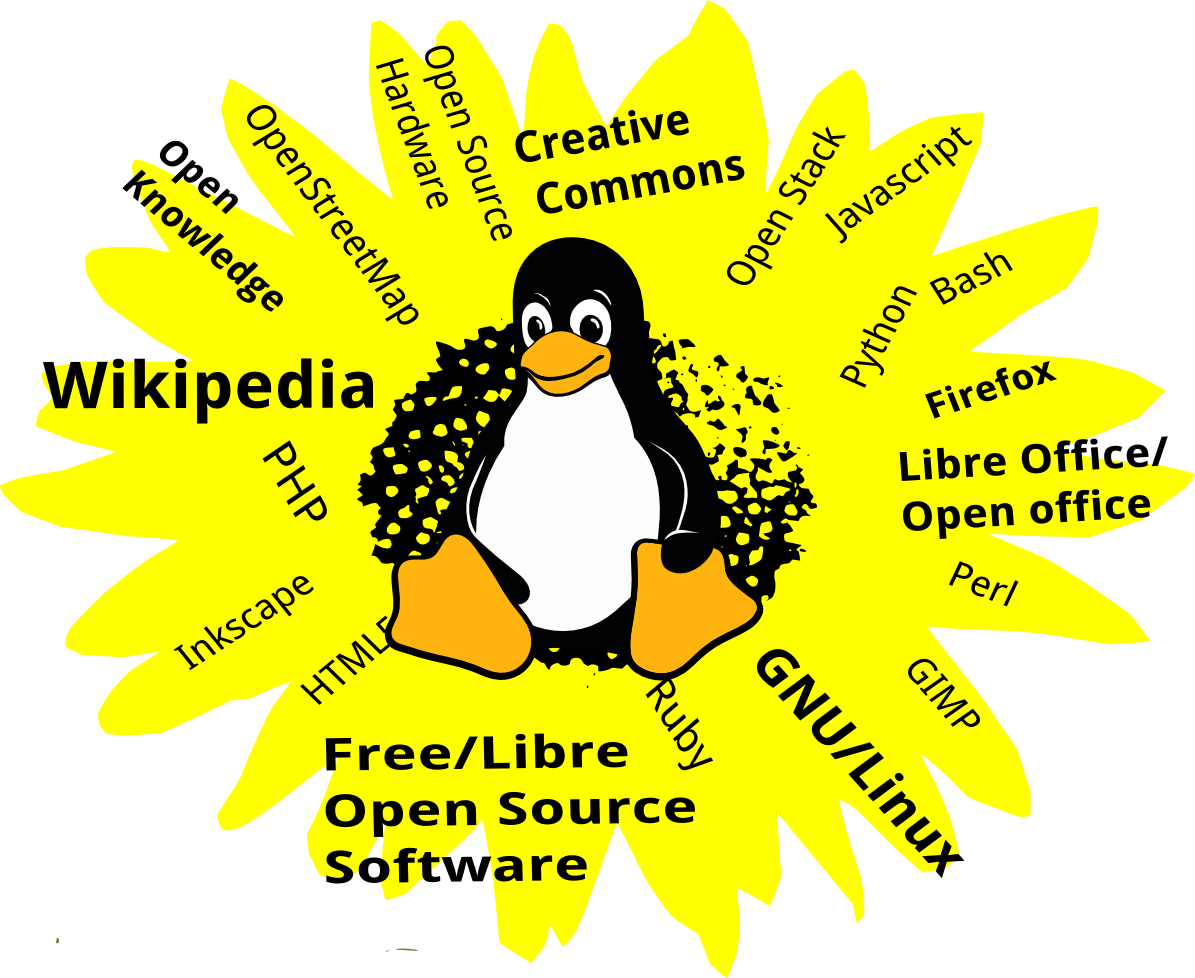 Open Source
Hardware
Creative
Commons
Open Stack
Javascript
OpenStreetMap
Open
Knowledge
Bash
Python
Firefox
Wikipedia
Libre Office/
Open office
PHP
Perl
Inkscape
HTML
GIMP
Ruby
GNU/Linux
Free/Libre
Open Source
Software